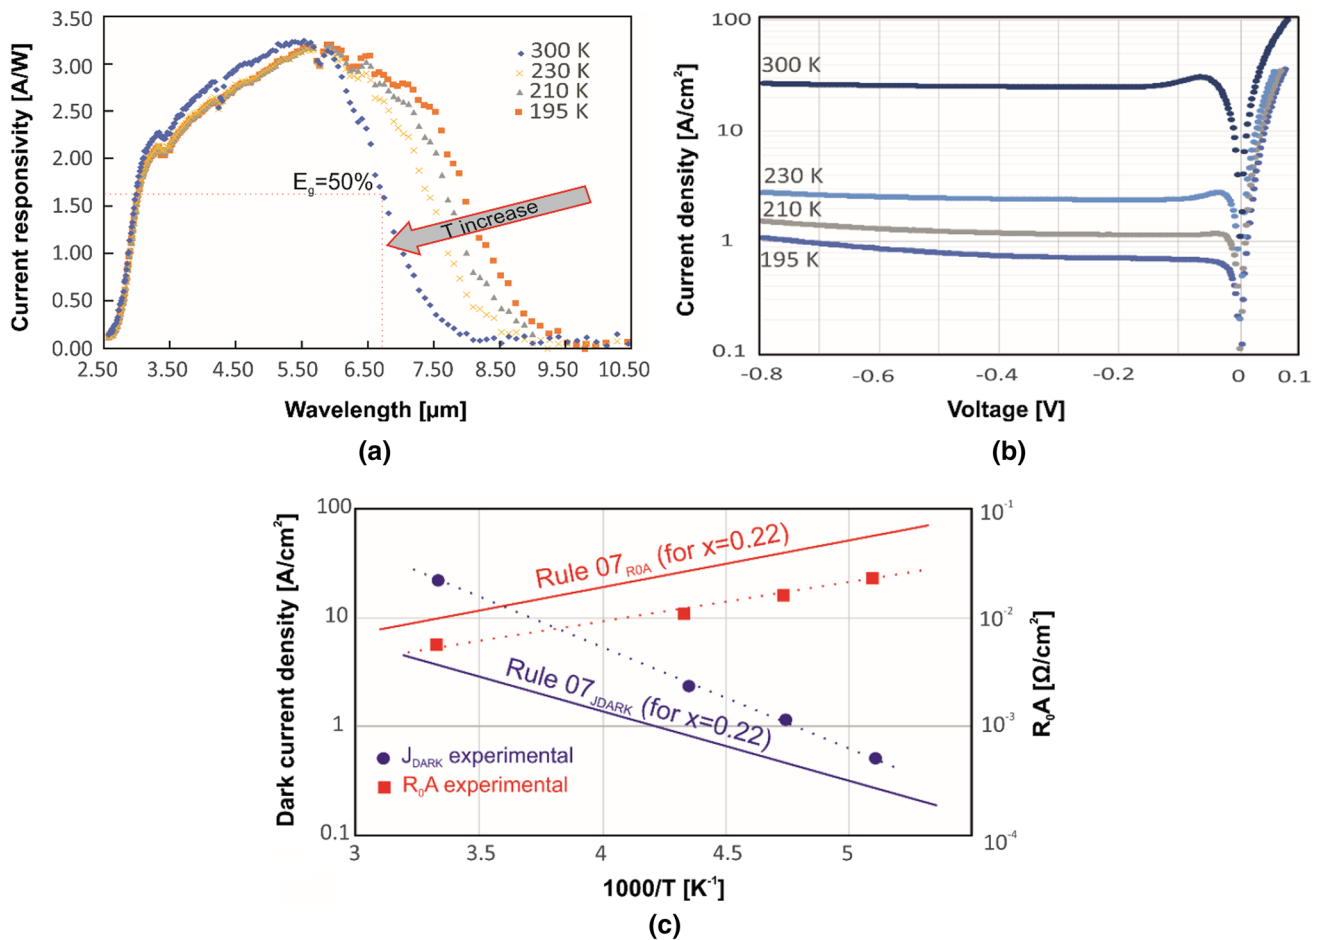 3.50
3.00
2.50
2.00
1.50
1.00
0.50
0.00
Current responsivity [A/W]
300 K
230 K
210 K
195 K
Eg=50%
T increase
2.50 3.50 4.50 5.50 6.50 7.50 8.50 9.50 10.50
Wavelength [µm]
(a)
100
10
1
0.1
Current density [A/cm²]
300 K
230 K
210 K
195 K
-0.8 -0.6 -0.4 -0.2 0 0.1
Voltage [V]
(b)
100
10
1
0.1
Dark current density [A/cm²]
Rule 07R0A (for x=0.22)
Rule 07JDARK (for x=0.22)
JDARK experimental
R0A experimental
10⁻¹
10⁻²
10⁻³
10⁻⁴
R0A [Ω/cm²]
3 3.5 4 4.5 5
1000/T [K⁻¹]
(c)